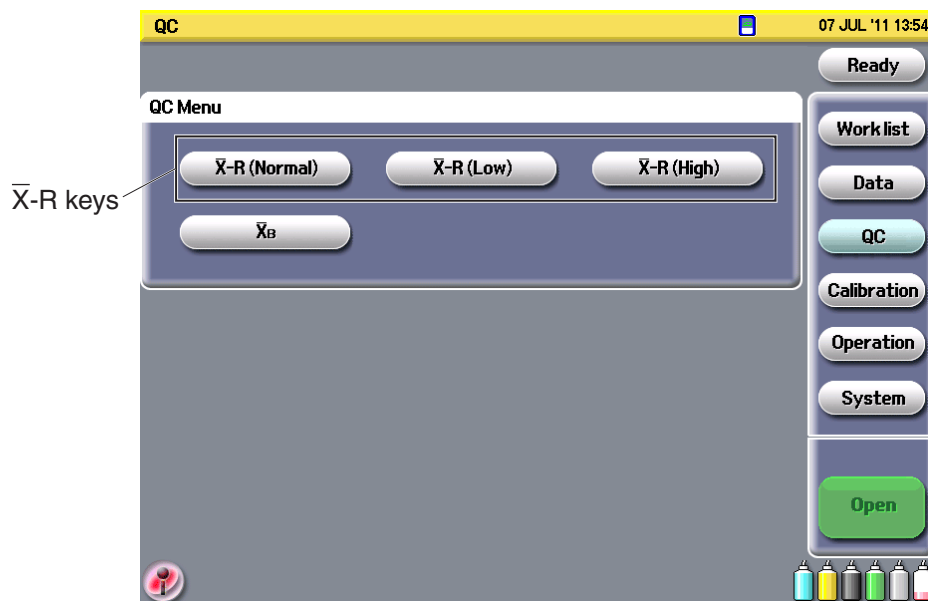 QC 07 JUL '11 13:54
Ready
QC Menu
X̄-R (Normal) X̄-R (Low) X̄-R (High)
X̄-R keys
X̄B
Work list
Data
QC
Calibration
Operation
System
Open